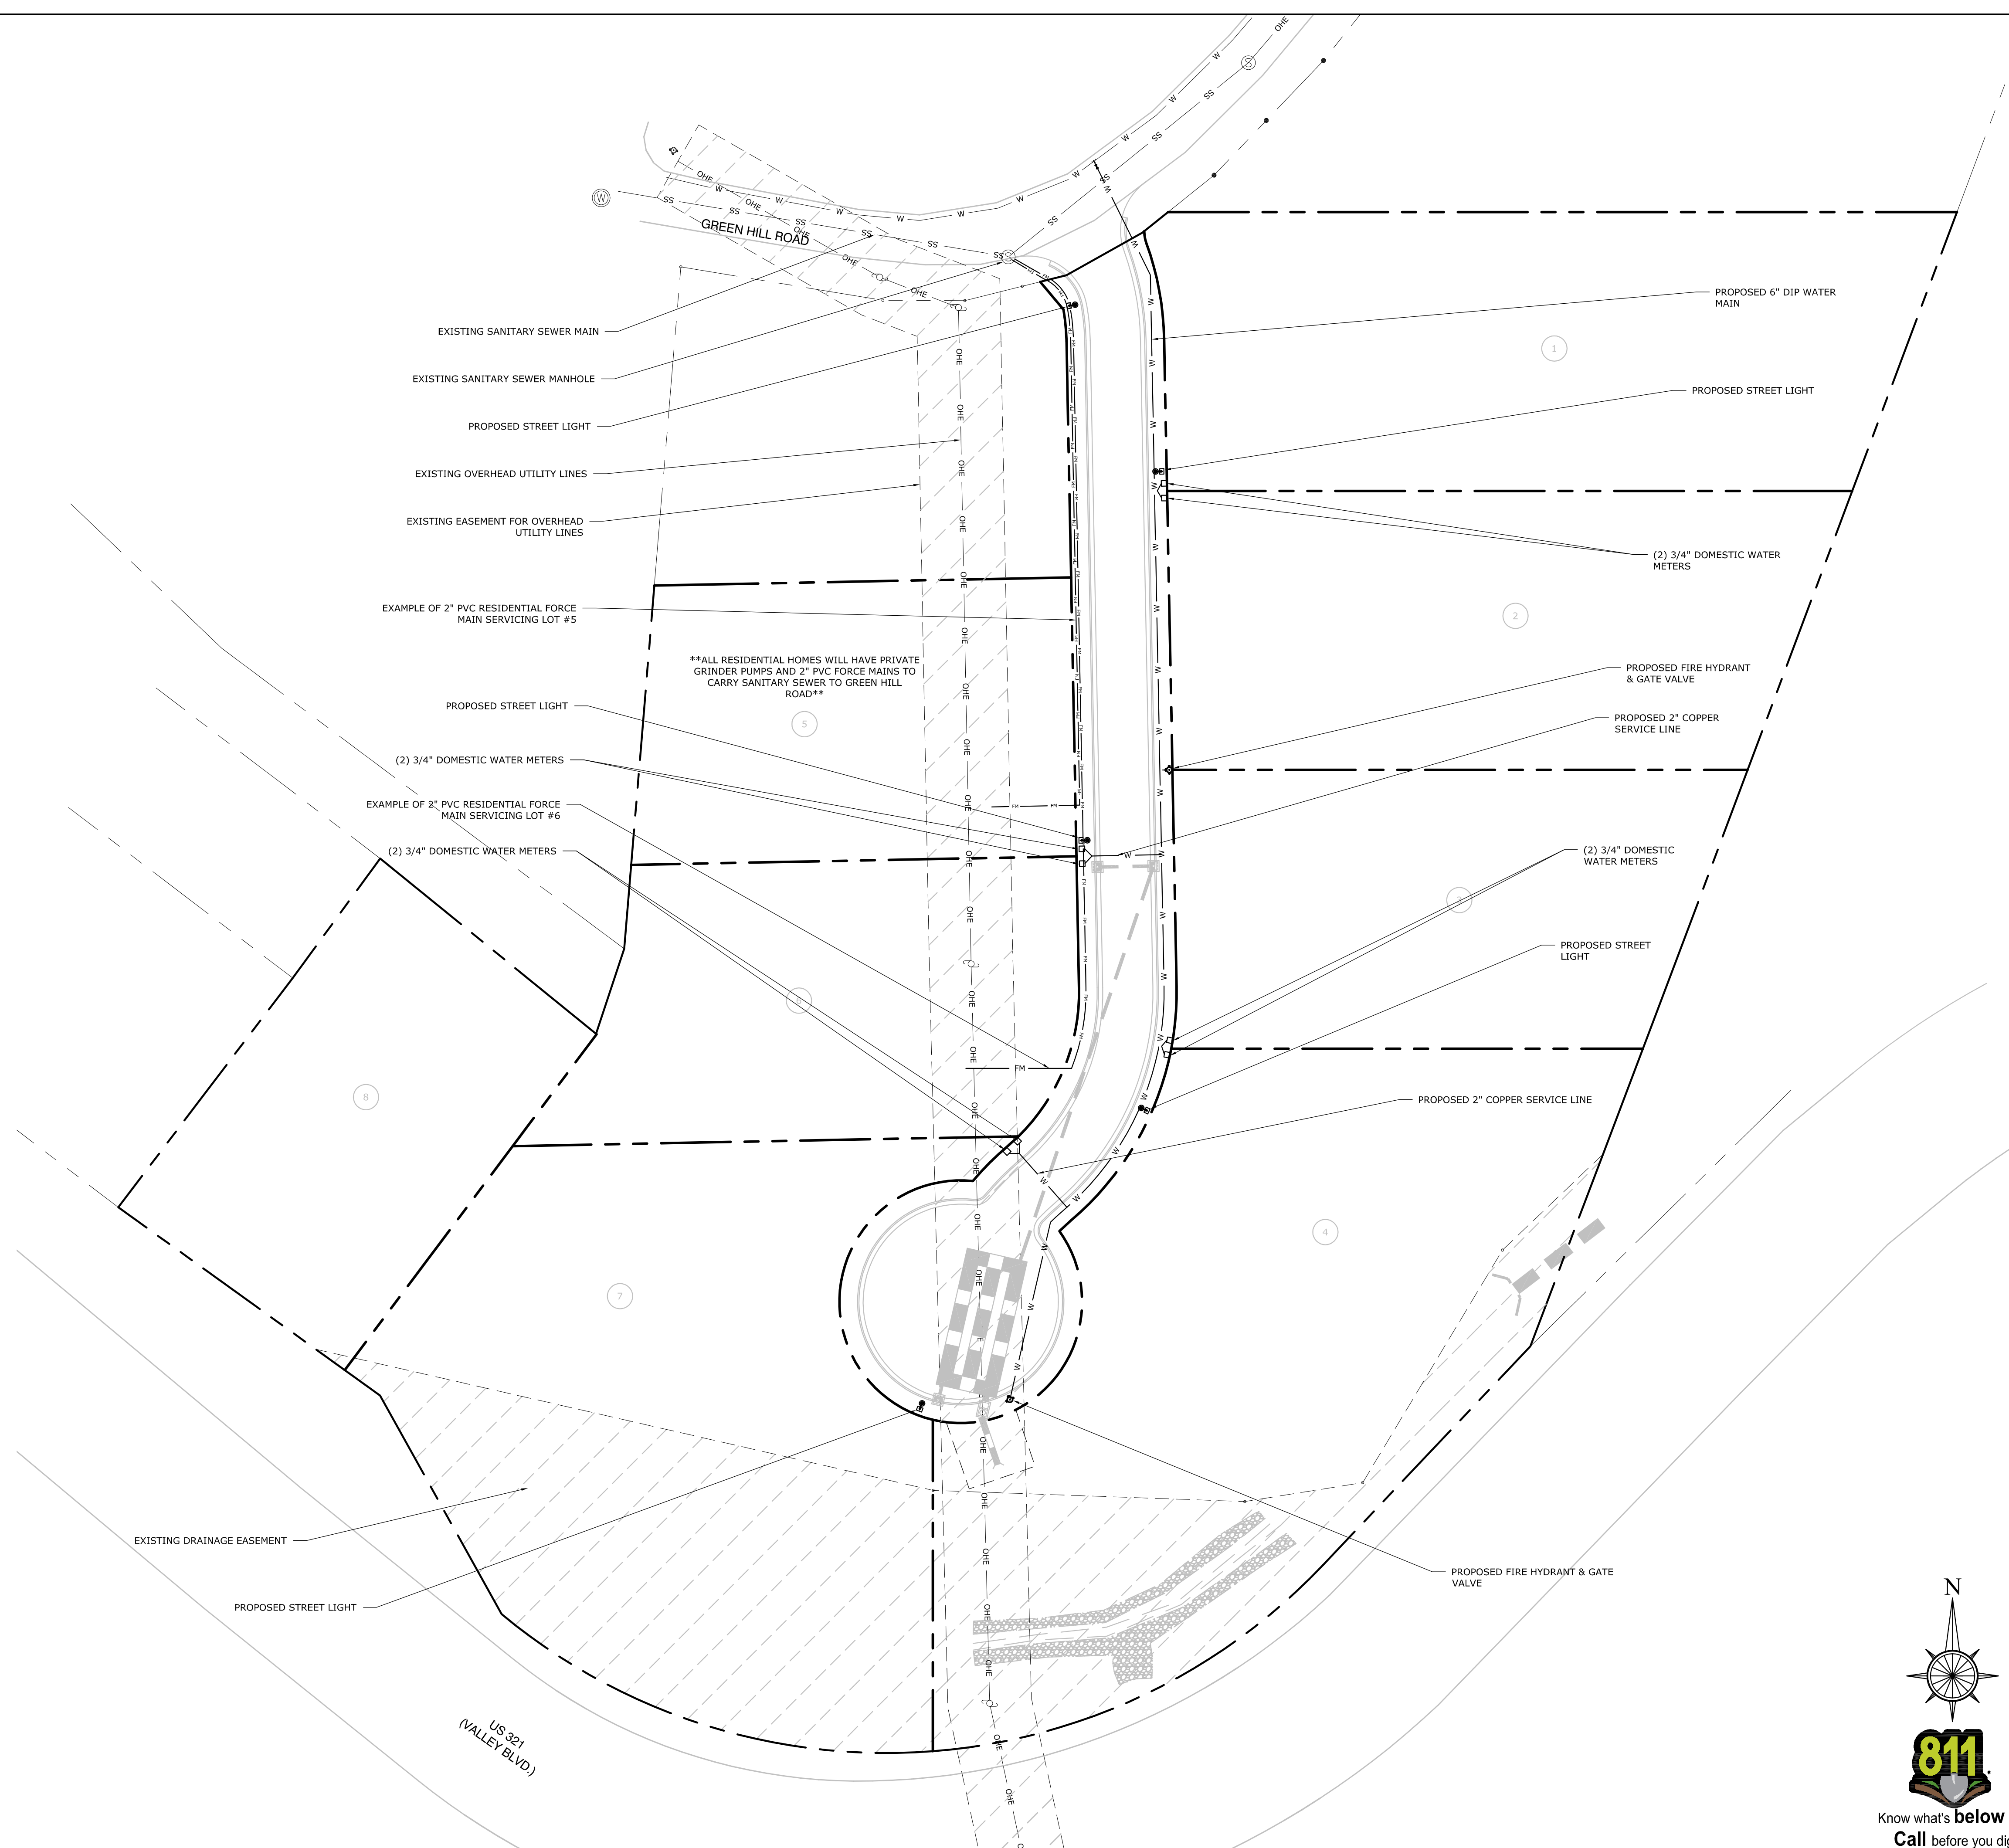 GREEN HILL ROAD
EXISTING SANITARY SEWER MAIN
EXISTING SANITARY SEWER MANHOLE
PROPOSED STREET LIGHT
EXISTING OVERHEAD UTILITY LINES
EXISTING EASEMENT FOR OVERHEAD
UTILITY LINES
EXAMPLE OF 2" PVC RESIDENTIAL FORCE
MAIN SERVICING LOT #5
**ALL RESIDENTIAL HOMES WILL HAVE PRIVATE
GRINDER PUMPS AND 2" PVC FORCE MAINS TO
CARRY SANITARY SEWER TO GREEN HILL
ROAD**
PROPOSED STREET LIGHT
(2) 3/4" DOMESTIC WATER METERS
EXAMPLE OF 2" PVC RESIDENTIAL FORCE
MAIN SERVICING LOT #6
(2) 3/4" DOMESTIC WATER METERS
EXISTING DRAINAGE EASEMENT
PROPOSED STREET LIGHT
US 321
(VALLEY BLVD.)
PROPOSED 6" DIP WATER
MAIN
PROPOSED STREET LIGHT
(2) 3/4" DOMESTIC WATER
METERS
PROPOSED FIRE HYDRANT
& GATE VALVE
PROPOSED 2" COPPER
SERVICE LINE
(2) 3/4" DOMESTIC
WATER METERS
PROPOSED STREET
LIGHT
PROPOSED 2" COPPER SERVICE LINE
PROPOSED FIRE HYDRANT & GATE
VALVE
1
2
3
4
5
6
7
8
OHE
W
SS
S
FM
N
811
Know what's below
Call before you dig